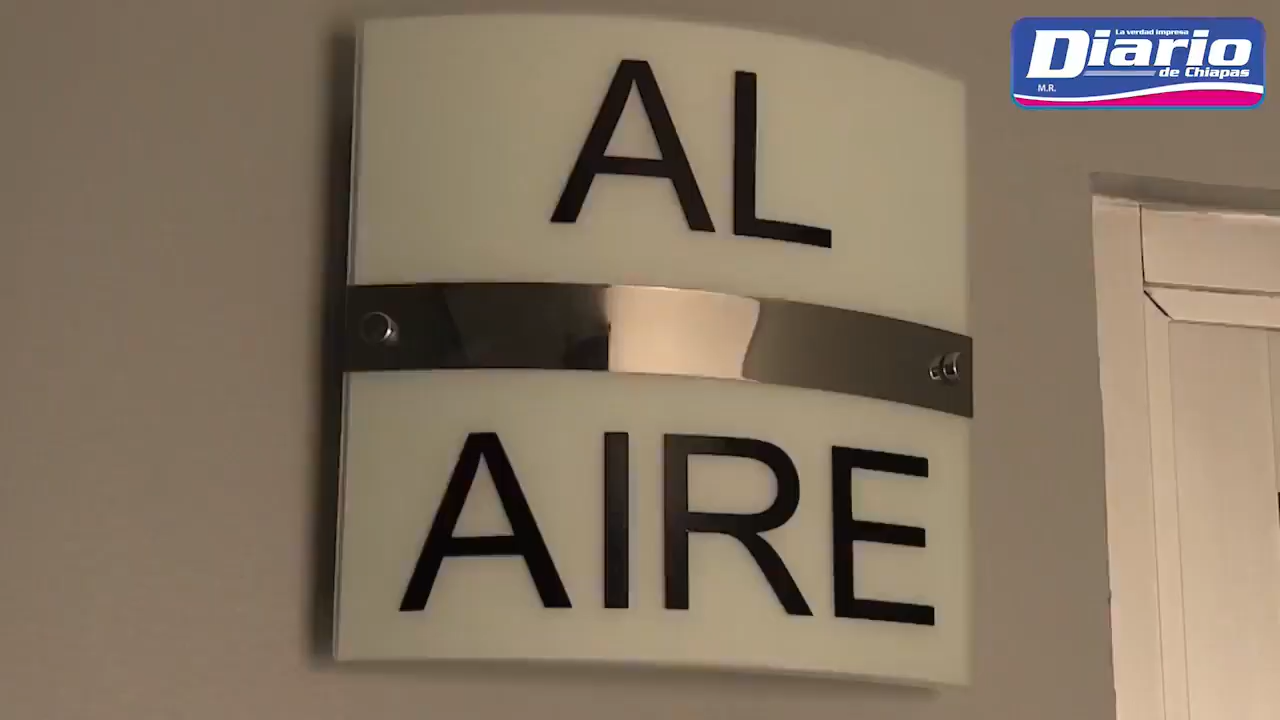 AL
AIRE
La verdad impresa
Diario
de Chiapas
M.R.